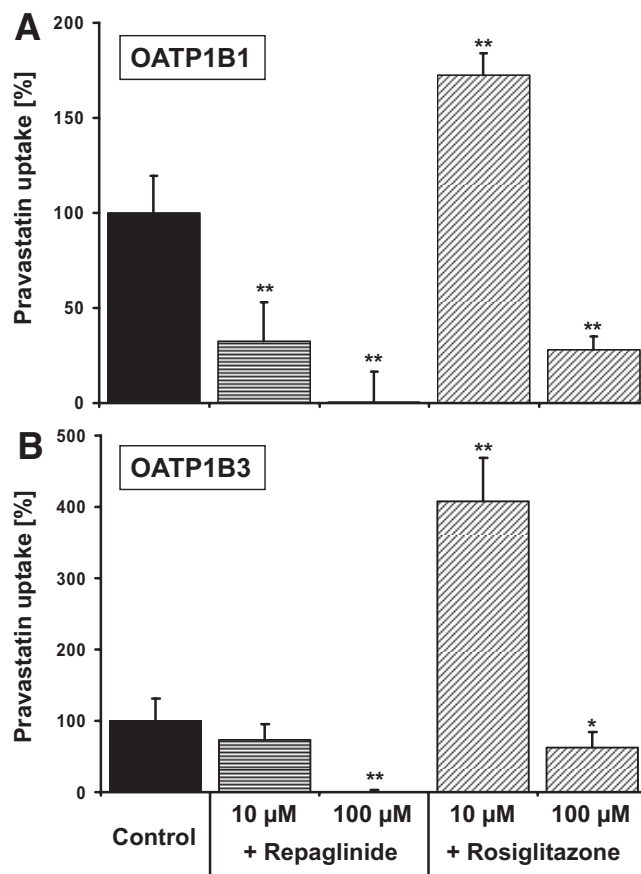 A
OATP1B1
Pravastatin uptake [%]
200
150
100
50
0
**
**
**
**
B
OATP1B3
Pravastatin uptake [%]
500
400
300
200
100
0
**
**
*
Control
10 µM 100 µM 10 µM 100 µM
+ Repaglinide + Rosiglitazone